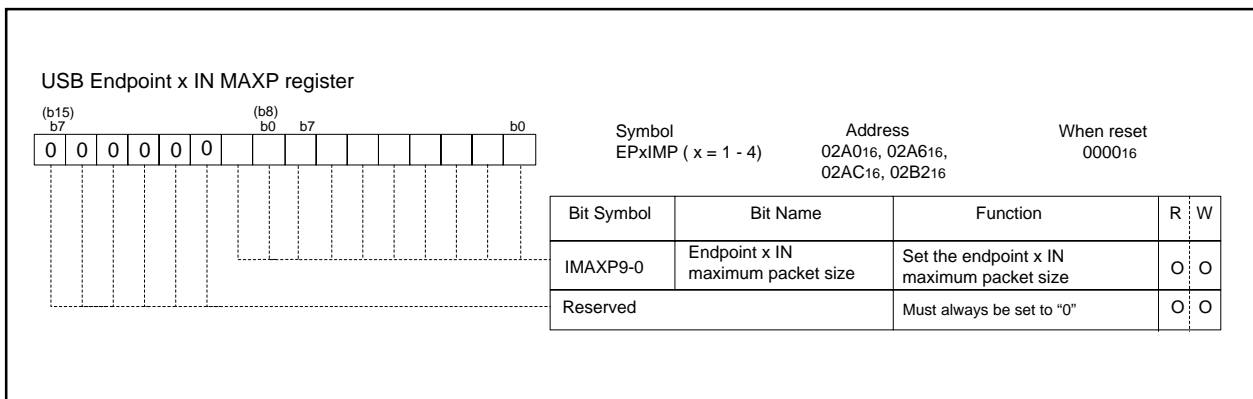 USB Endpoint x IN MAXP register
(b15) (b8)
b7 b0 b7 b0
0 0 0 0 0 0
Symbol Address When reset
EPxIMP ( x = 1 - 4) 02A016, 02A616, 000016
02AC16, 02B216
Bit Symbol Bit Name Function R W
IMAXP9-0 Endpoint x IN maximum packet size Set the endpoint x IN maximum packet size O O
Reserved Must always be set to “0” O O